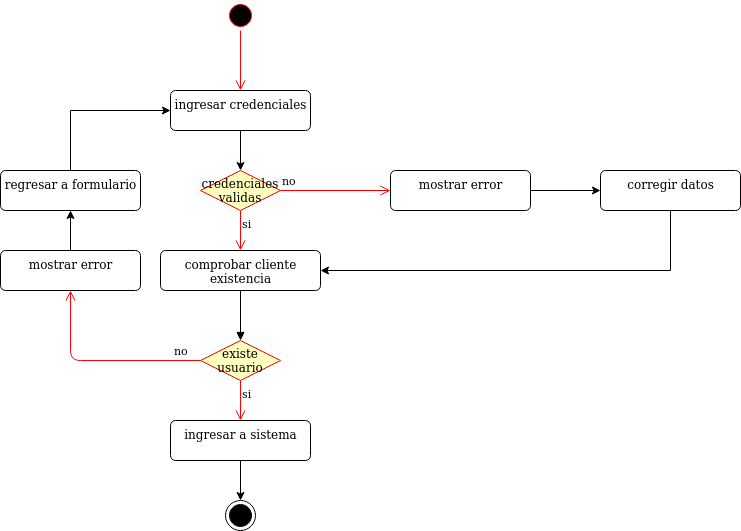 ingresar credenciales
credenciales
validas
no
mostrar error
corregir datos
regresar a formulario
si
mostrar error
comprobar cliente
existencia
no
existe
usuario
si
ingresar a sistema